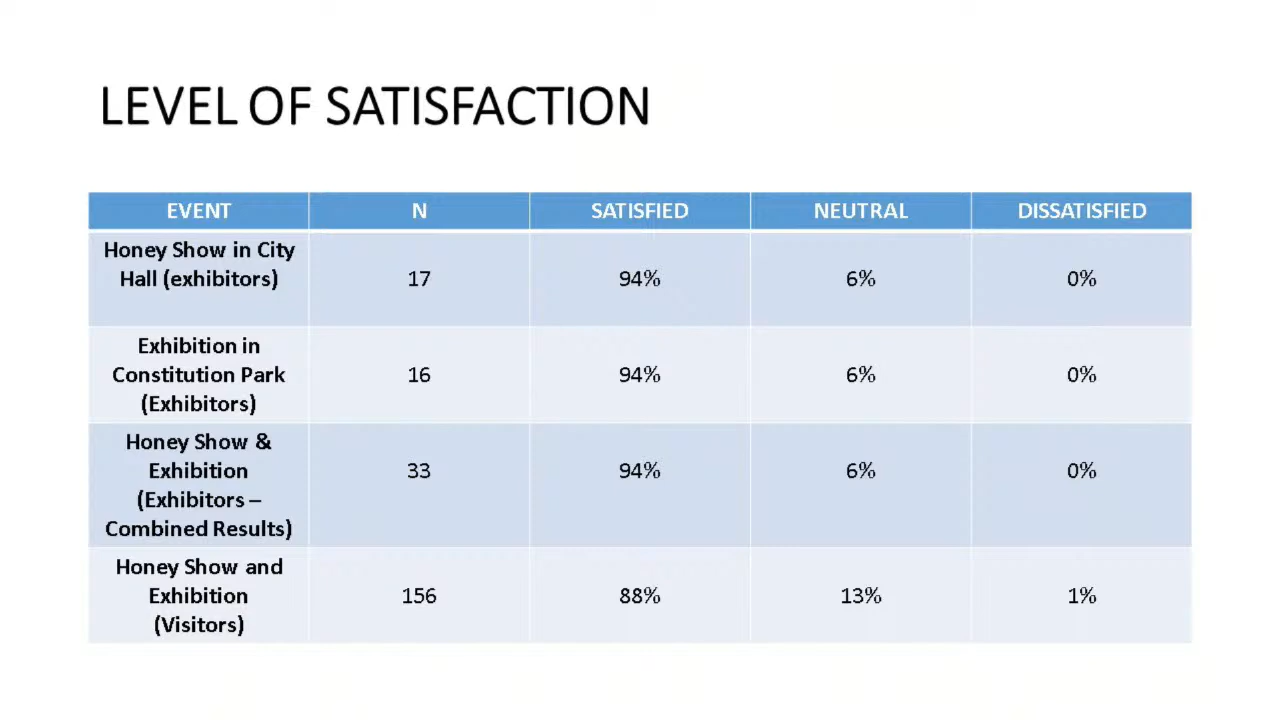 LEVEL OF SATISFACTION
EVENT N SATISFIED NEUTRAL DISSATISFIED
Honey Show in City
Hall (exhibitors) 17 94% 6% 0%
Exhibition in
Constitution Park 16 94% 6% 0%
(Exhibitors)
Honey Show &
Exhibition 33 94% 6% 0%
(Exhibitors –
Combined Results)
Honey Show and
Exhibition 156 88% 13% 1%
(Visitors)